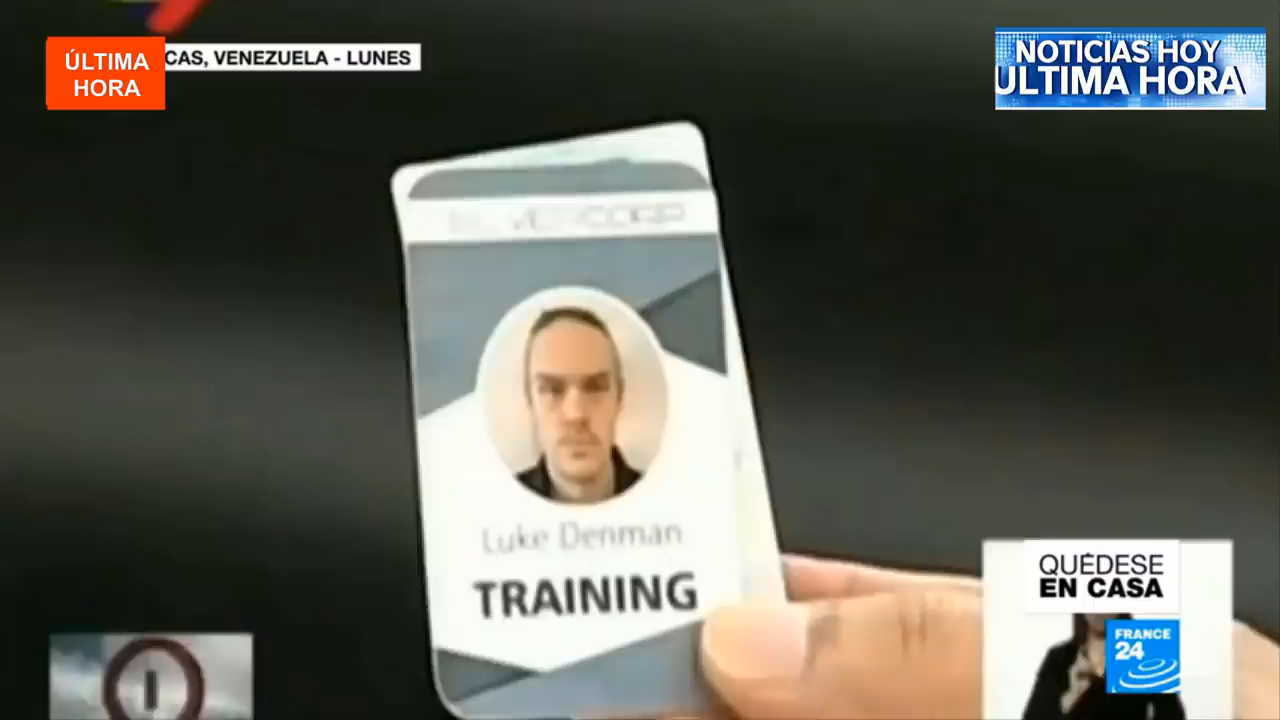 ÚLTIMA
HORA
CAS, VENEZUELA - LUNES
NOTICIAS HOY
ULTIMA HORA
Luke Denman
TRAINING
QUÉDESE
EN CASA
FRANCE
24